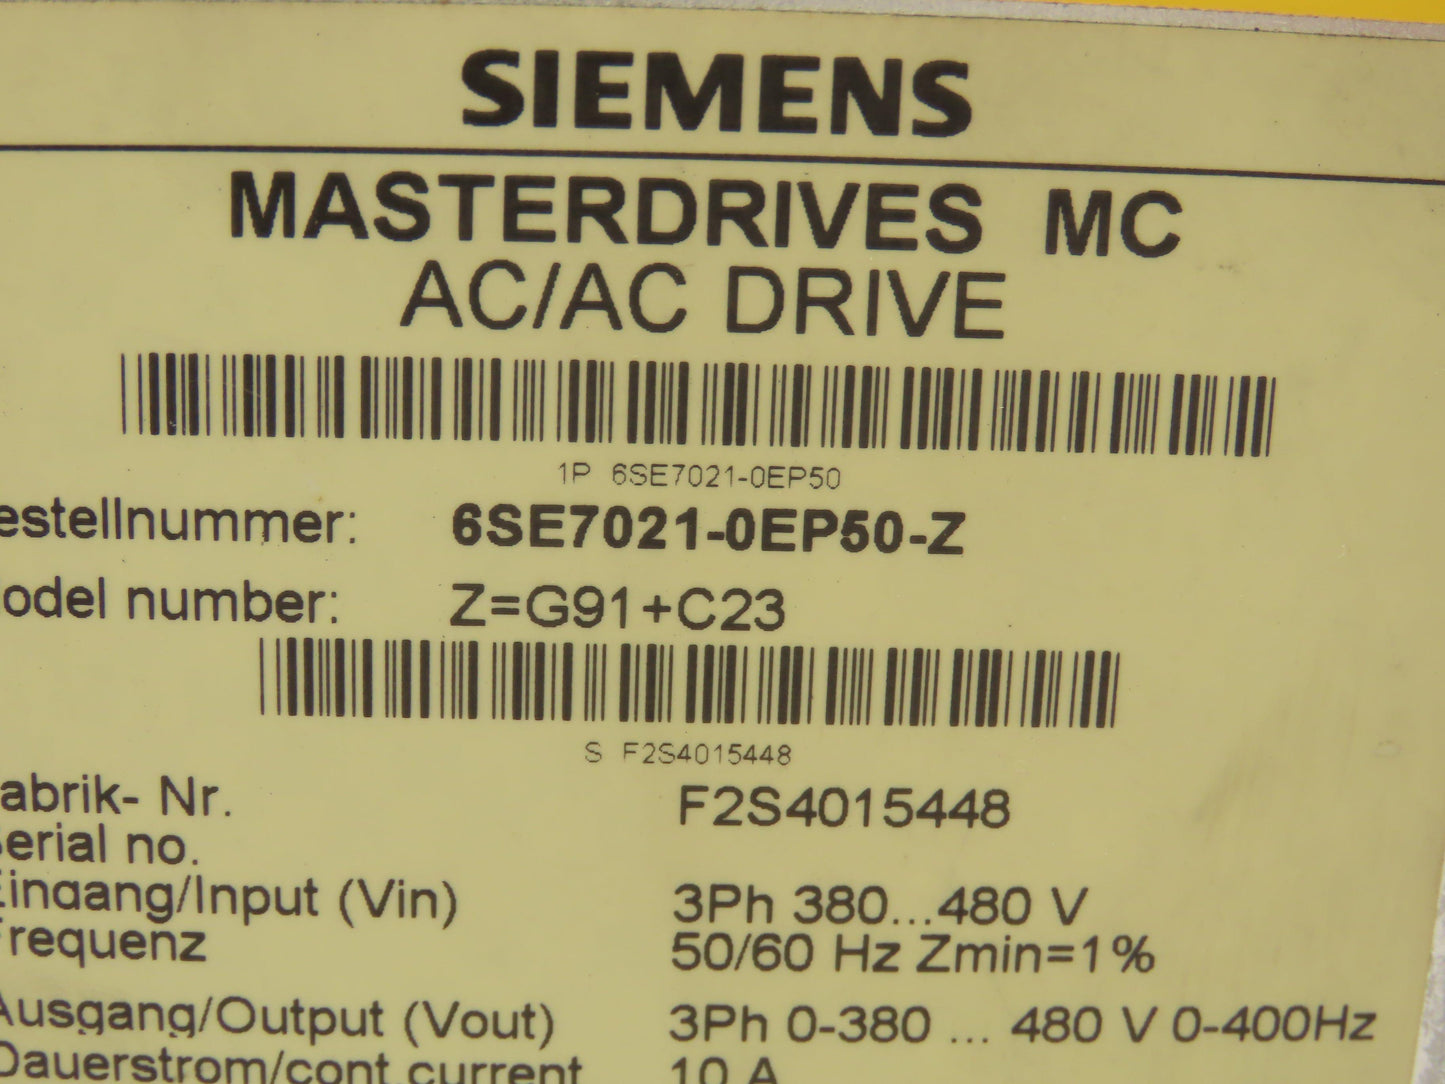 SIEMENS
MASTERDRIVES MC
AC/AC DRIVE
1P 6SE7021-0EP50
estellnummer: 6SE7021-0EP50-Z
odel number: Z=G91+C23
S F2S4015448
abrik- Nr. F2S4015448
Serial no.
Eingang/Input (Vin) 3Ph 380...480 V
Frequenz 50/60 Hz Zmin=1%
Ausgang/Output (Vout) 3Ph 0-380 ... 480 V 0-400Hz
Dauerstrom/cont.current 10 A